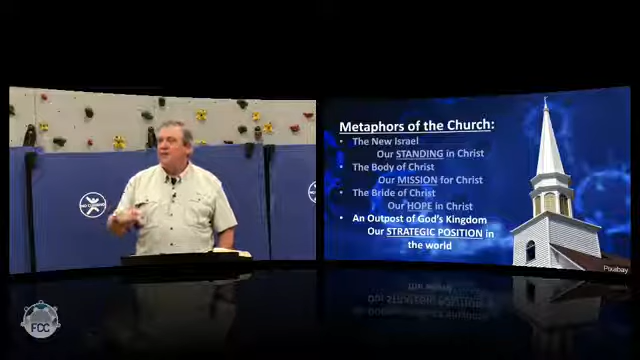 Metaphors of the Church:
• The New Israel
Our STANDING in Christ
• The Body of Christ
Our MISSION for Christ
• The Bride of Christ
Our HOPE in Christ
• An Outpost of God's Kingdom
Our STRATEGIC POSITION in
the world
Pixabay
FDC